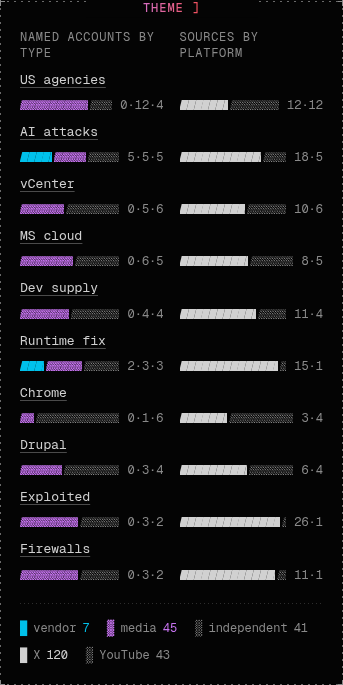 THEME ]
NAMED ACCOUNTS BY TYPE
SOURCES BY PLATFORM
US agencies
0·12·4 12·12
AI attacks
5·5·5 18·5
vCenter
0·5·6 10·6
MS cloud
0·6·5 8·5
Dev supply
0·4·4 11·4
Runtime fix
2·3·3 15·1
Chrome
0·1·6 3·4
Drupal
0·3·4 6·4
Exploited
0·3·2 26·1
Firewalls
0·3·2 11·1
vendor 7 media 45 independent 41
X 120 YouTube 43